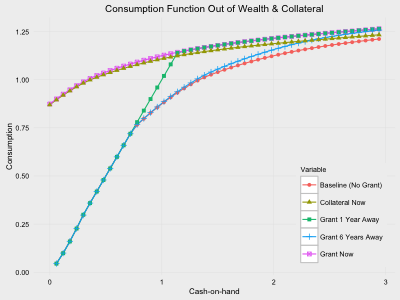 Consumption Function Out of Wealth & Collateral
1.25
1.00
0.75
0.50
0.25
0.00
Consumption
0
1
2
3
Cash-on-hand
Variable
Baseline (No Grant)
Collateral Now
Grant 1 Year Away
Grant 6 Years Away
Grant Now